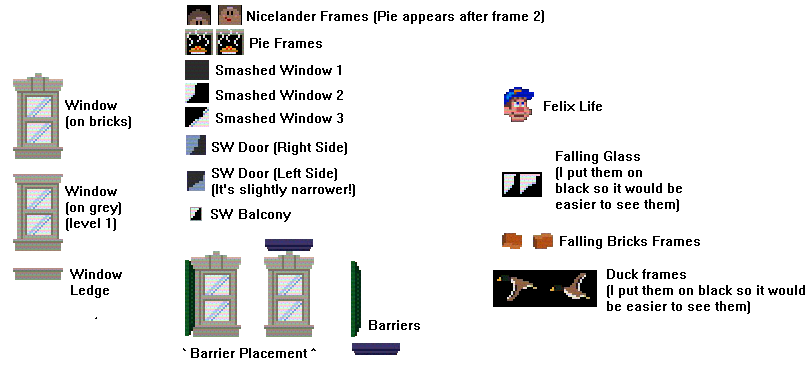 Nicelander Frames (Pie appears after frame 2)
Pie Frames
Smashed Window 1
Smashed Window 2
Smashed Window 3
SW Door (Right Side)
SW Door (Left Side)
(It's slightly narrower!)
SW Balcony
Window
(on bricks)
Window
(on grey)
(level 1)
Window
Ledge
Barriers
` Barrier Placement ^
Felix Life
Falling Glass
(I put them on
black so it would be
easier to see them)
Falling Bricks Frames
Duck frames
(I put them on black so it would
be easier to see them)